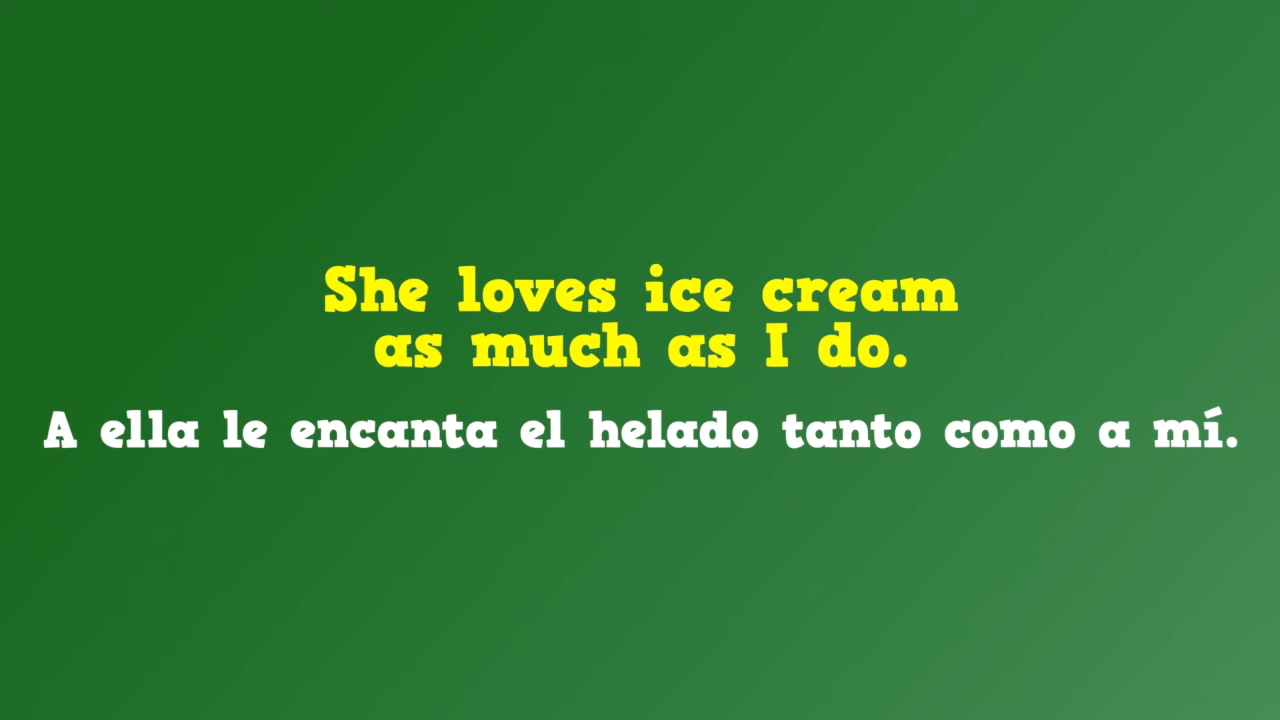 She loves ice cream
as much as I do.
A ella le encanta el helado tanto como a mí.